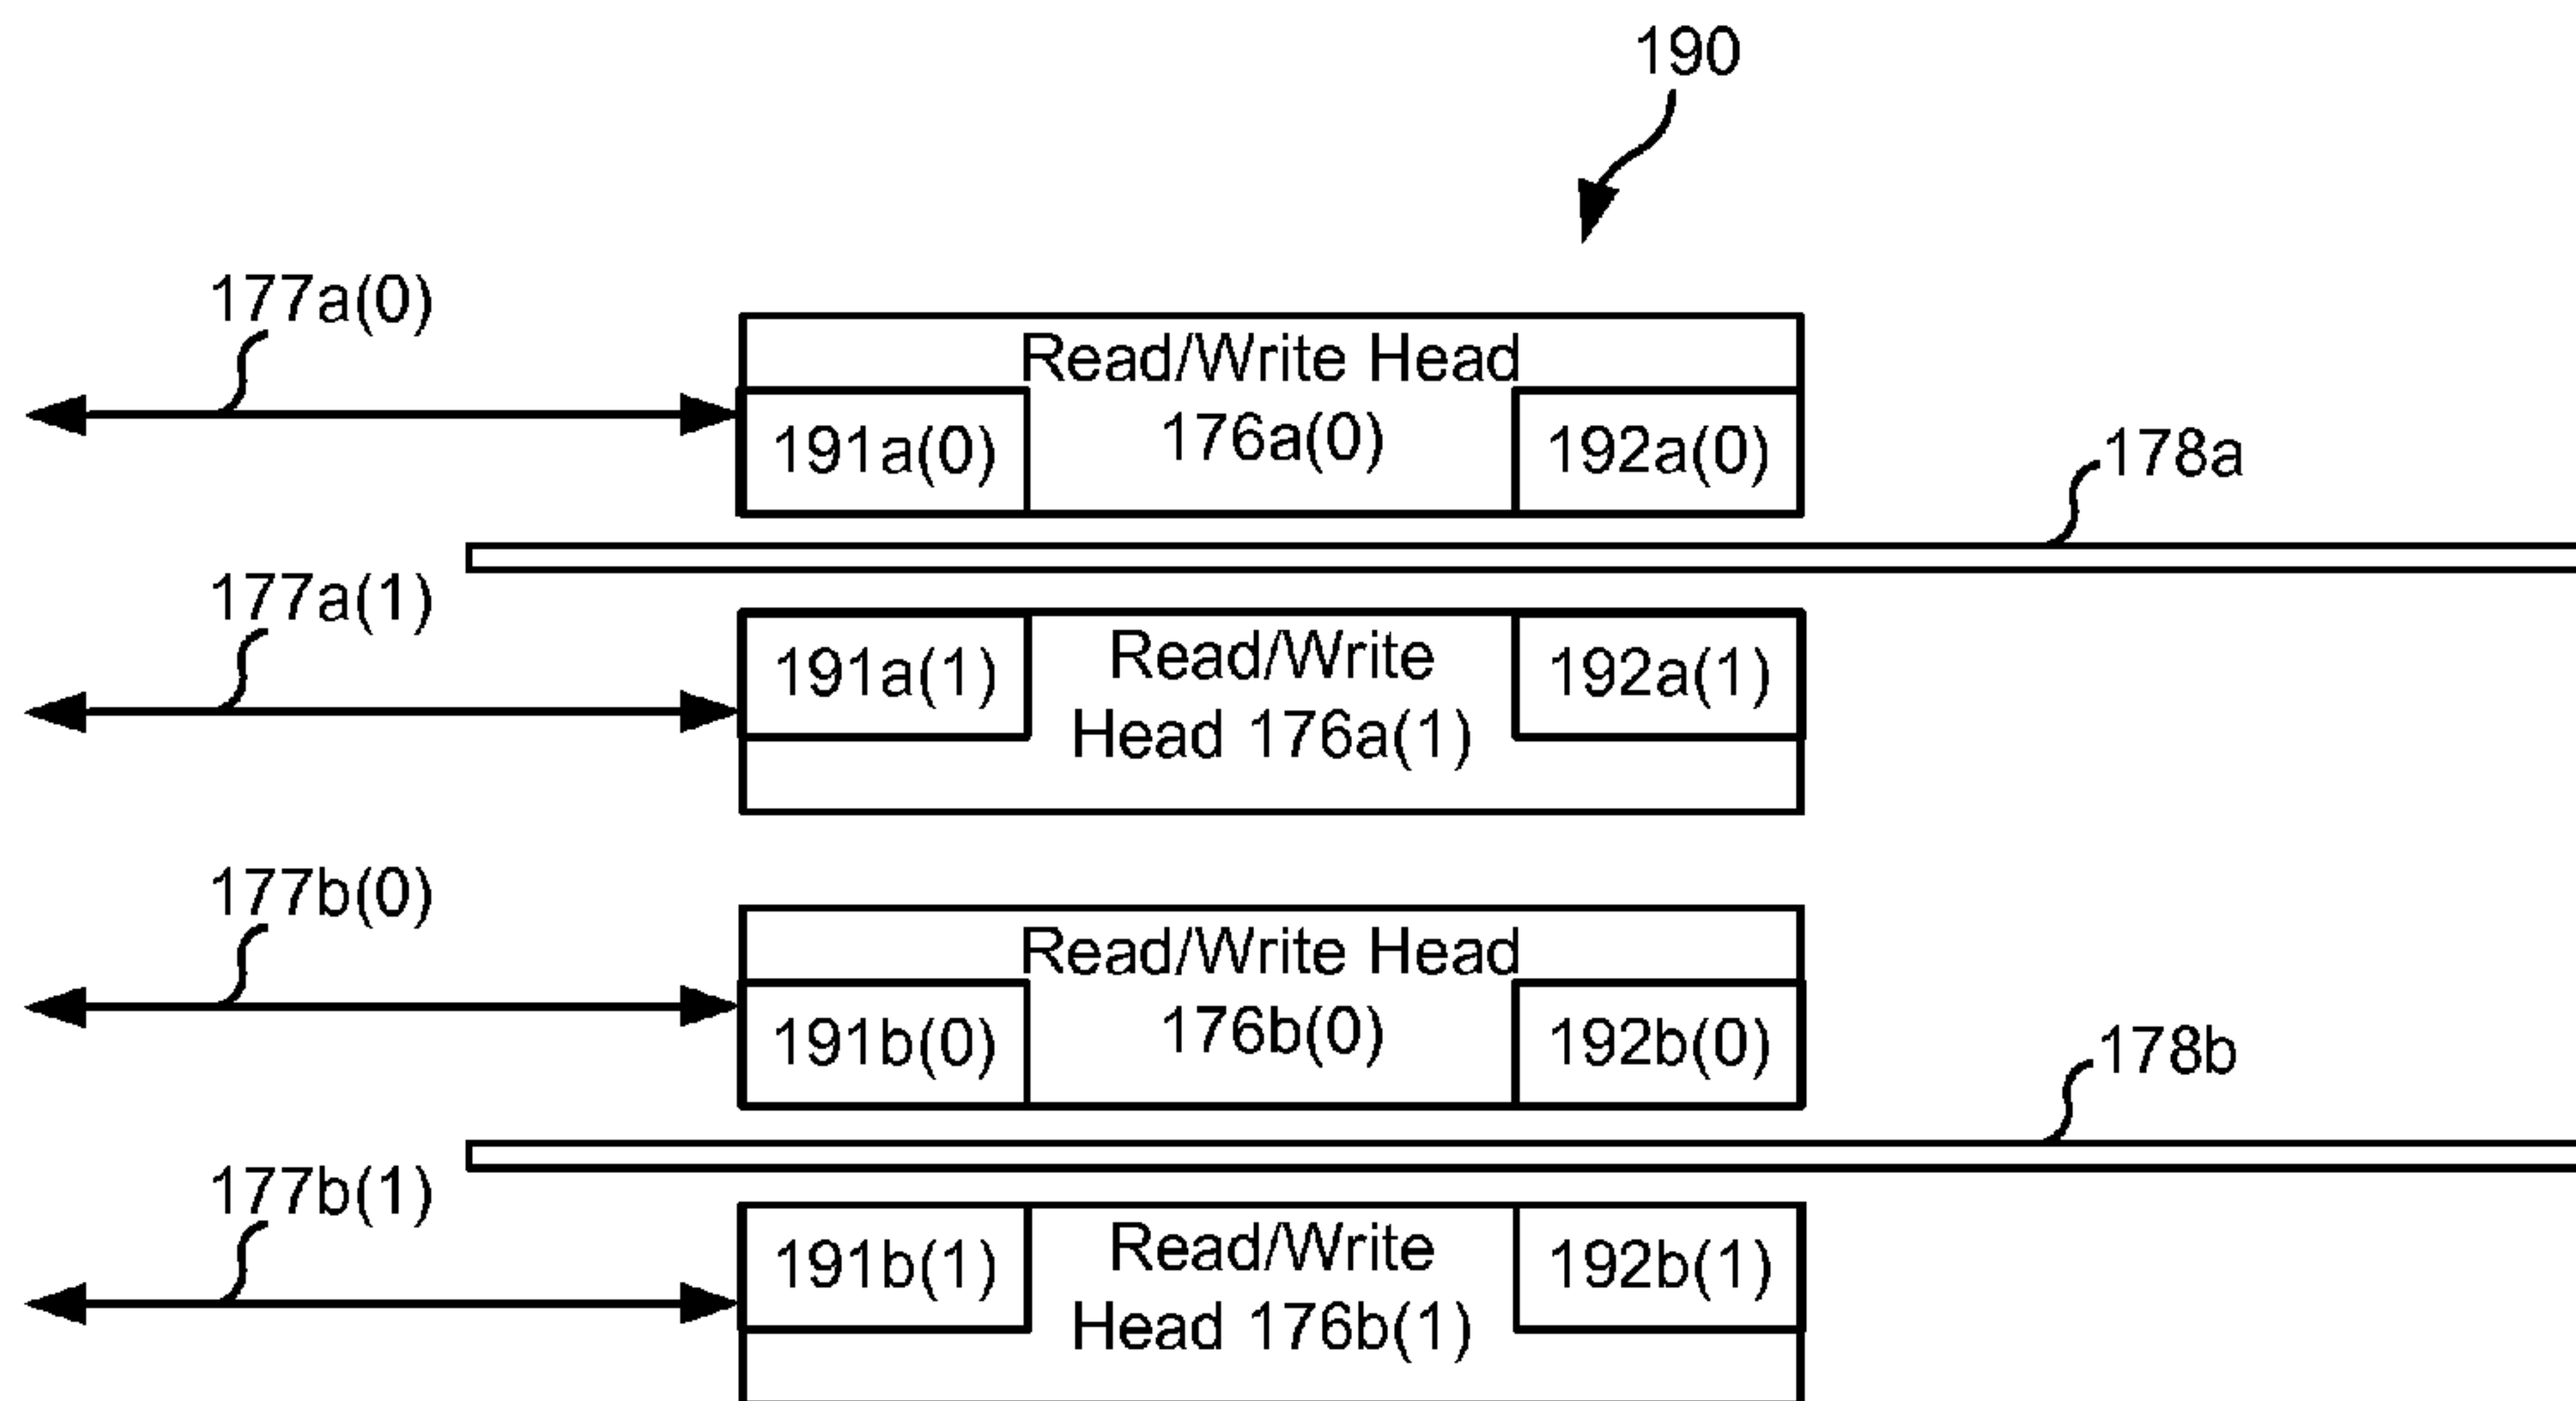 190
177a(0)
Read/Write Head
191a(0)
176a(0)
192a(0)
178a
177a(1)
191a(1)
Read/Write
192a(1)
Head 176a(1)
177b(0)
Read/Write Head
191b(0)
176b(0)
192b(0)
178b
177b(1)
191b(1)
Read/Write
192b(1)
Head 176b(1)